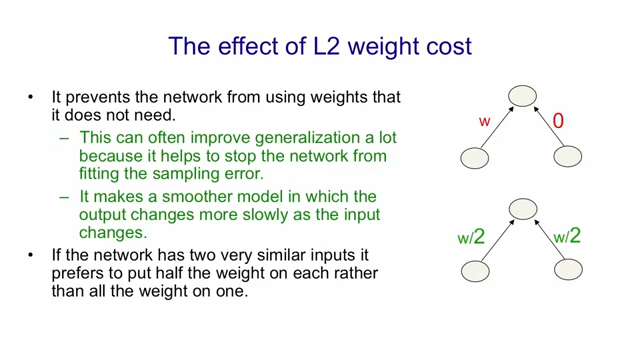 The effect of L2 weight cost
• It prevents the network from using weights that
it does not need.
– This can often improve generalization a lot
because it helps to stop the network from
fitting the sampling error.
– It makes a smoother model in which the
output changes more slowly as the input
changes.
• If the network has two very similar inputs it
prefers to put half the weight on each rather
than all the weight on one.
w 0
w/2 w/2